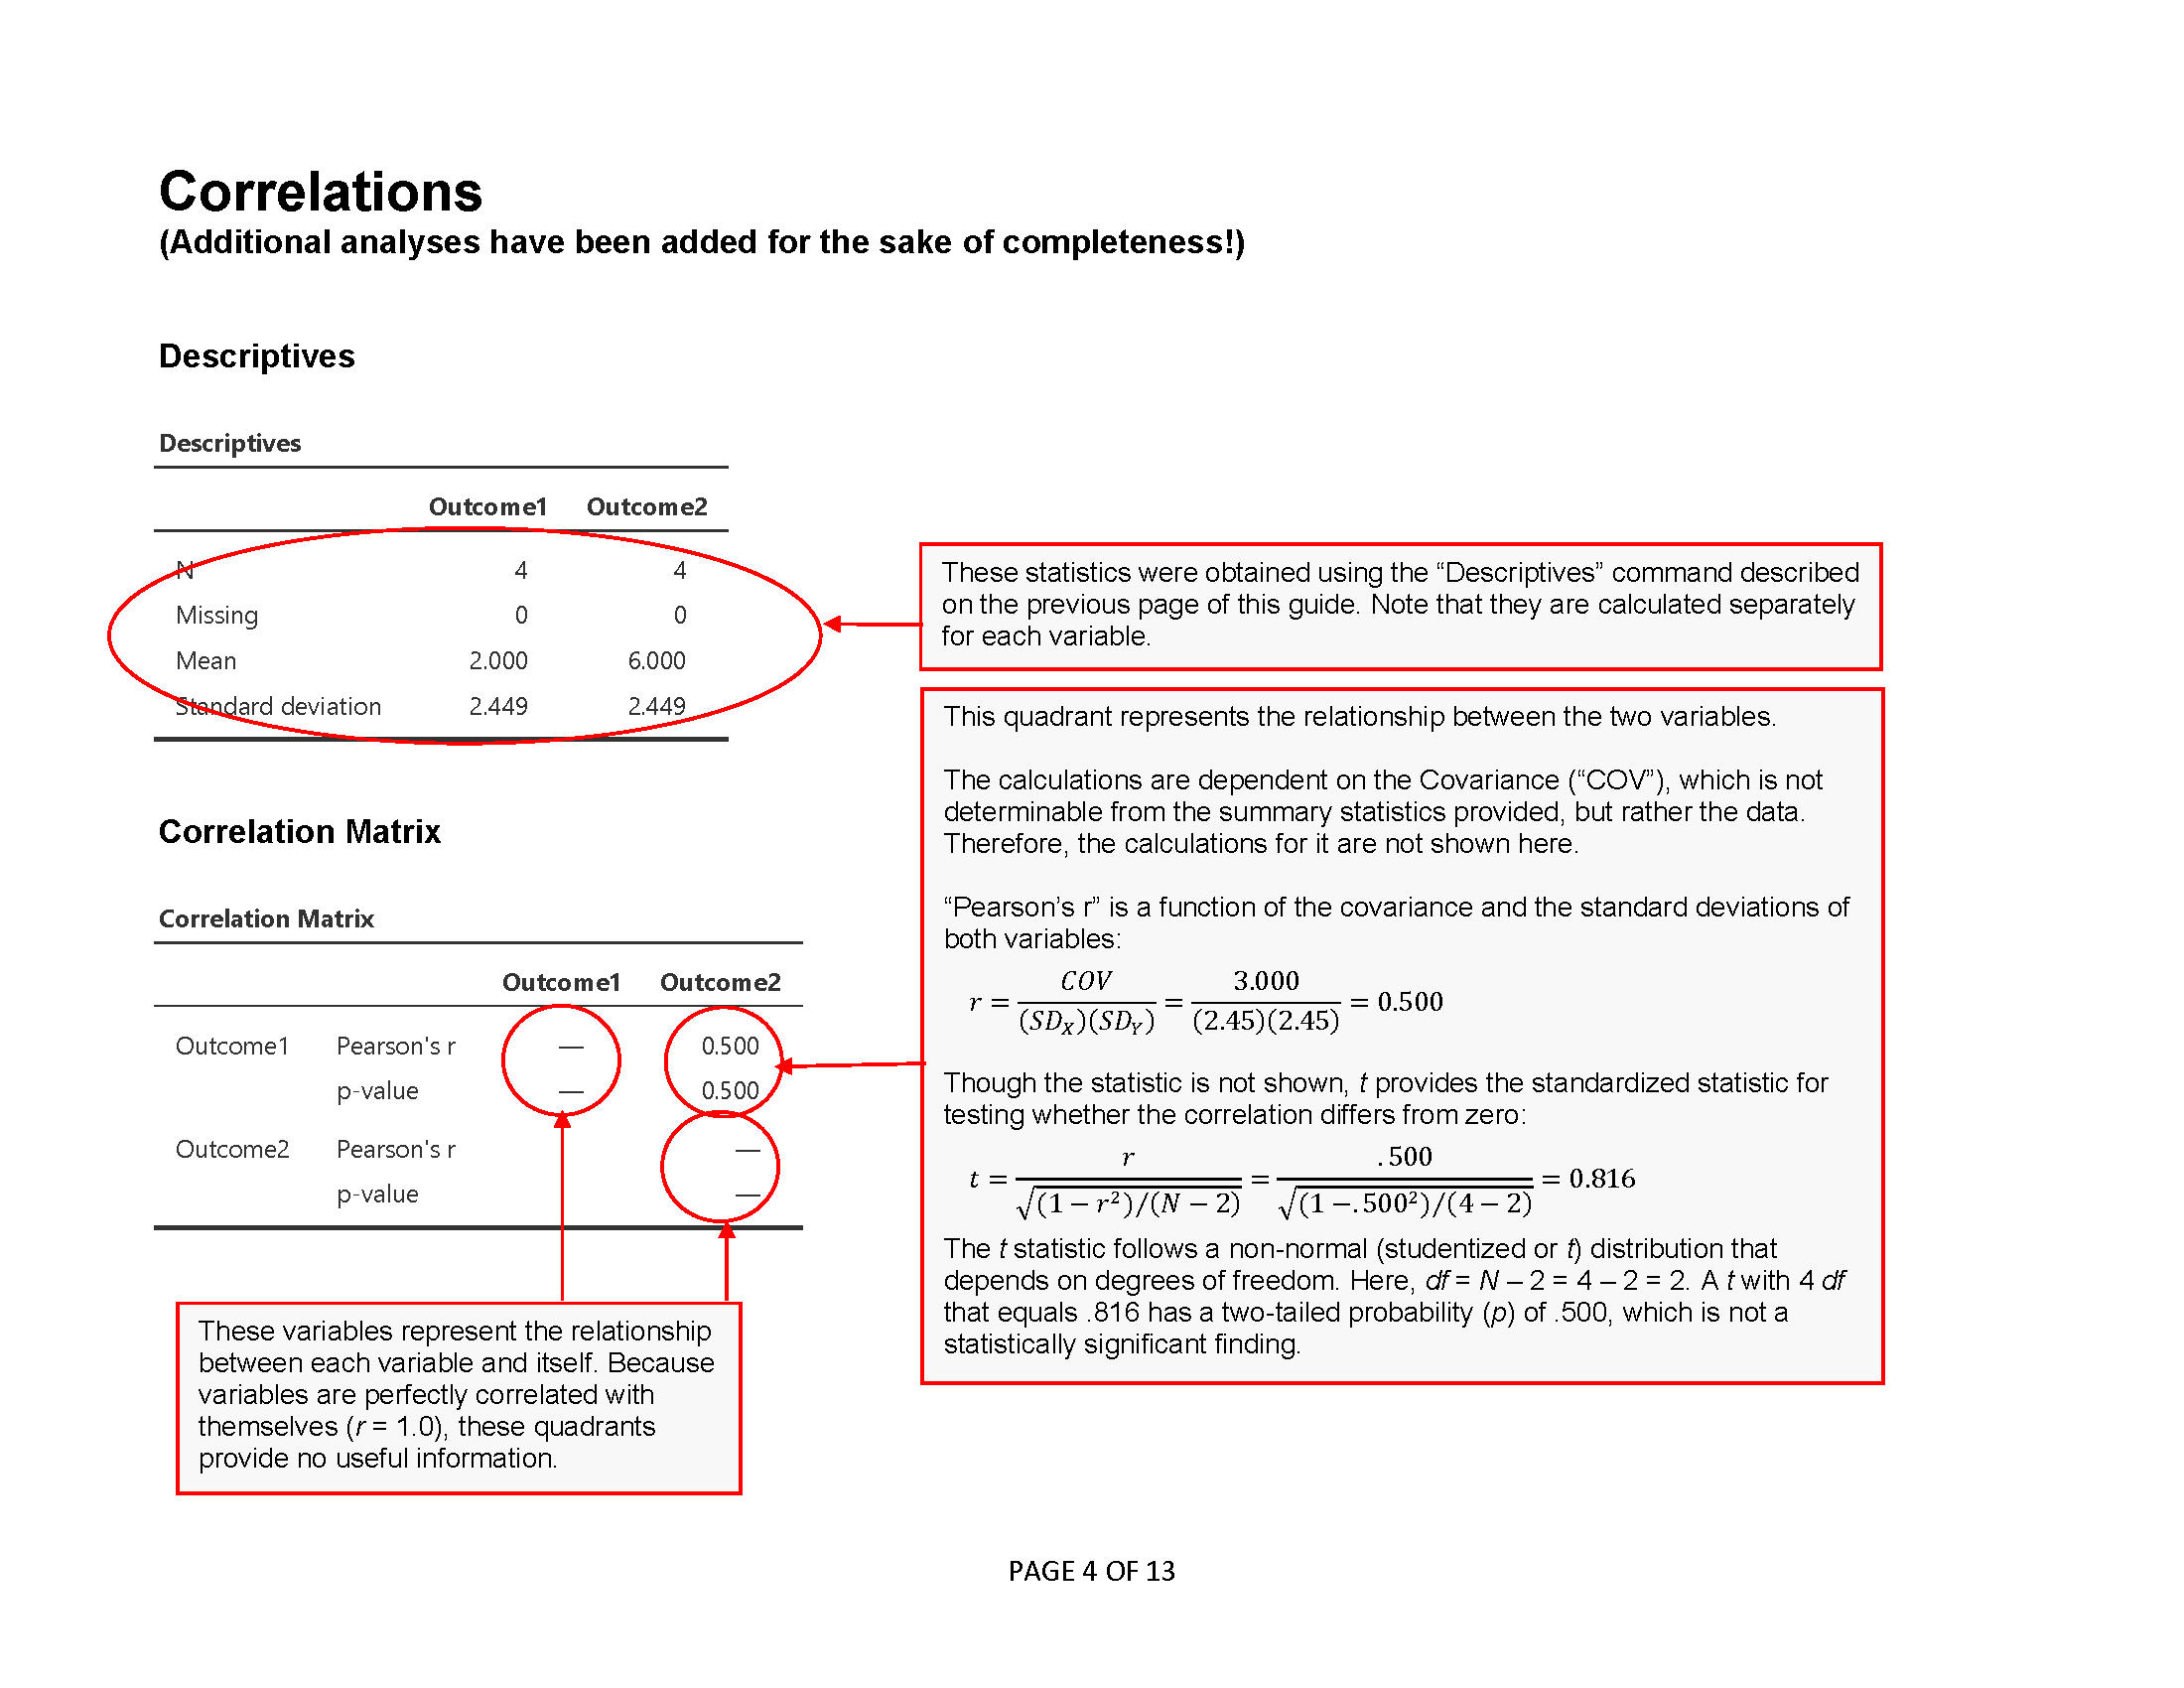 Correlations
(Additional analyses have been added for the sake of completeness!)
Descriptives
Descriptives
Outcome1 Outcome2
N 4 4
Missing 0 0
Mean 2.000 6.000
Standard deviation 2.449 2.449
These statistics were obtained using the “Descriptives” command described
on the previous page of this guide. Note that they are calculated separately
for each variable.
Correlation Matrix
Correlation Matrix
Outcome1 Outcome2
Outcome1 Pearson's r — 0.500
p-value — 0.500
Outcome2 Pearson's r —
p-value —
This quadrant represents the relationship between the two variables.
The calculations are dependent on the Covariance (“COV”), which is not
determinable from the summary statistics provided, but rather the data.
Therefore, the calculations for it are not shown here.
“Pearson’s r” is a function of the covariance and the standard deviations of
both variables:
r = COV / (SD_X)(SD_Y) = 3.000 / (2.45)(2.45) = 0.500
Though the statistic is not shown, t provides the standardized statistic for
testing whether the correlation differs from zero:
t = r / √(1 − r²)/(N − 2) = .500 / √(1 −.500²)/(4 − 2) = 0.816
The t statistic follows a non-normal (studentized or t) distribution that
depends on degrees of freedom. Here, df = N – 2 = 4 – 2 = 2. A t with 4 df
that equals .816 has a two-tailed probability (p) of .500, which is not a
statistically significant finding.
These variables represent the relationship
between each variable and itself. Because
variables are perfectly correlated with
themselves (r = 1.0), these quadrants
provide no useful information.
PAGE 4 OF 13